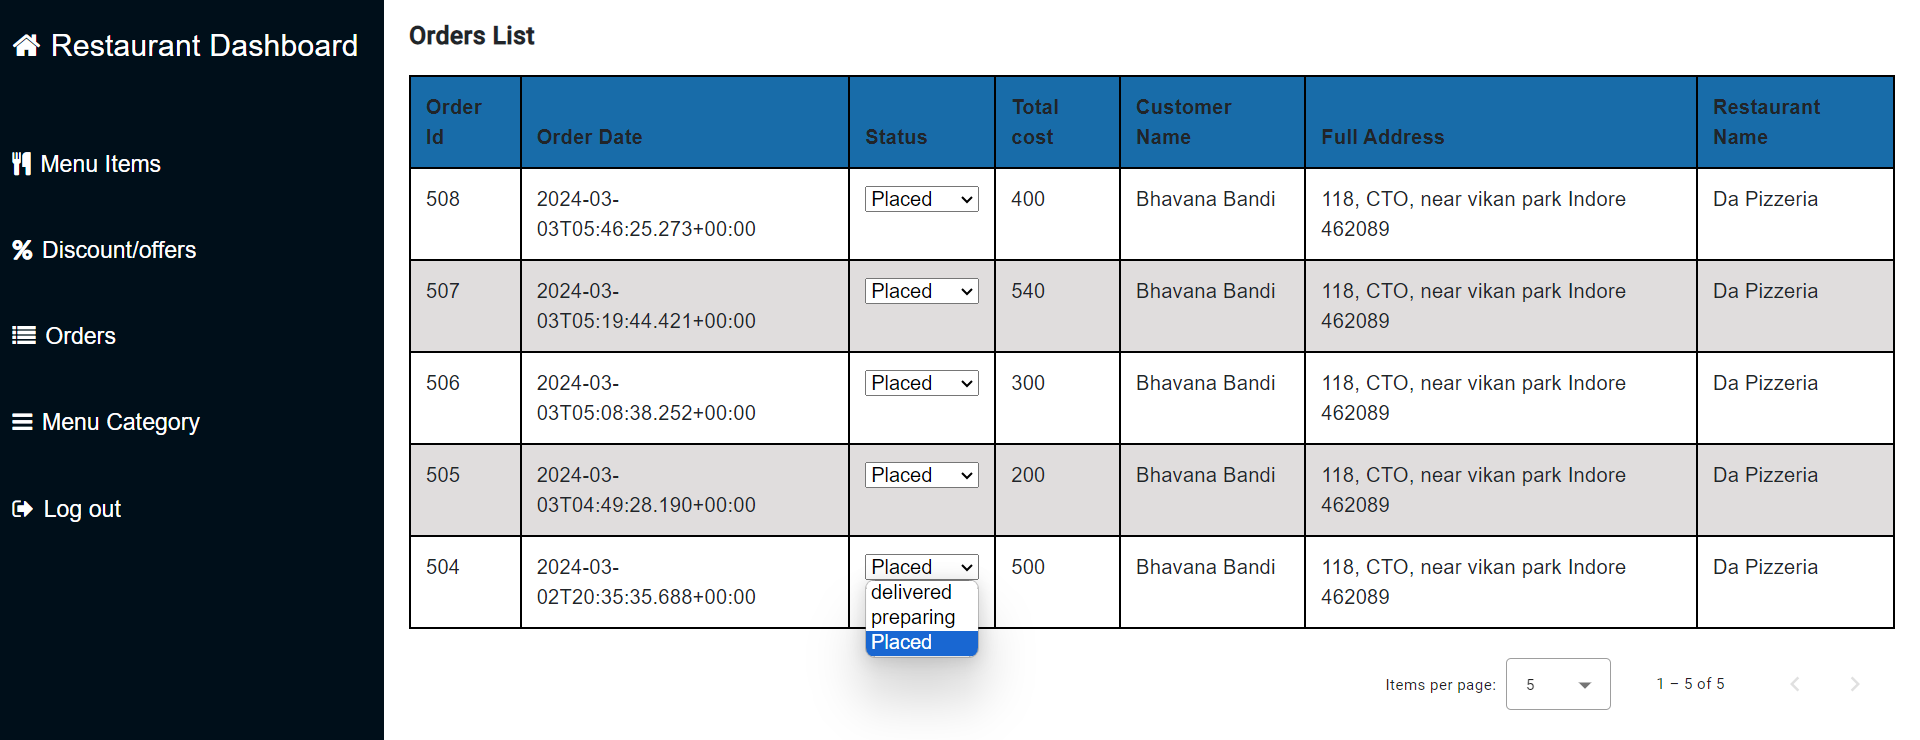 Restaurant Dashboard
Menu Items
Discount/offers
Orders
Menu Category
Log out
Orders List
Order Id
Order Date
Status
Total cost
Customer Name
Full Address
Restaurant Name
508
2024-03-
03T05:46:25.273+00:00
Placed
400
Bhavana Bandi
118, CTO, near vikan park Indore
462089
Da Pizzeria
507
2024-03-
03T05:19:44.421+00:00
Placed
540
Bhavana Bandi
118, CTO, near vikan park Indore
462089
Da Pizzeria
506
2024-03-
03T05:08:38.252+00:00
Placed
300
Bhavana Bandi
118, CTO, near vikan park Indore
462089
Da Pizzeria
505
2024-03-
03T04:49:28.190+00:00
Placed
200
Bhavana Bandi
118, CTO, near vikan park Indore
462089
Da Pizzeria
504
2024-03-
02T20:35:35.688+00:00
Placed
delivered
preparing
Placed
500
Bhavana Bandi
118, CTO, near vikan park Indore
462089
Da Pizzeria
Items per page: 5
1 – 5 of 5